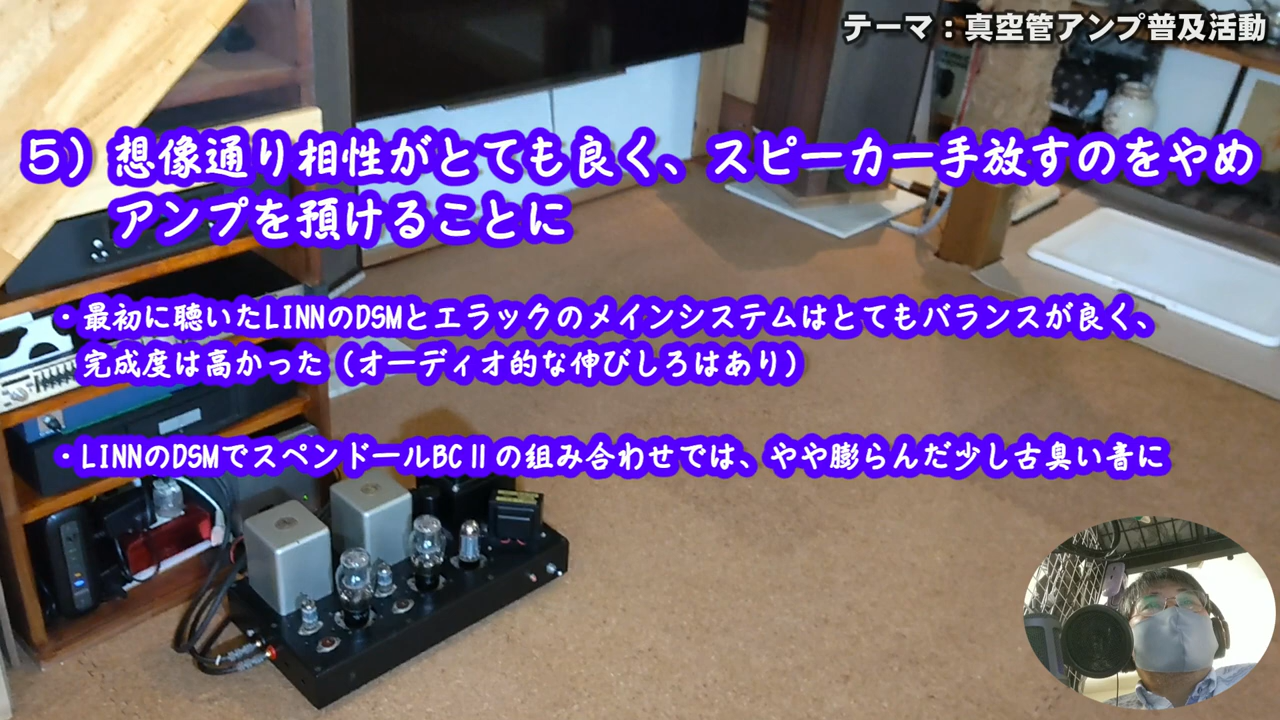 テーマ：真空管アンプ普及活動
５）想像通り相性がとても良く、スピーカー手放すのをやめ
アンプを預けることに
・最初に聴いたLINNのDSMとエラックのメインシステムはとてもバランスが良く、
完成度は高かった（オーディオ的な伸びしろはあり）
・LINNのDSMでスペンドールBCⅡの組み合わせでは、やや膨らんだ少し古臭い音に